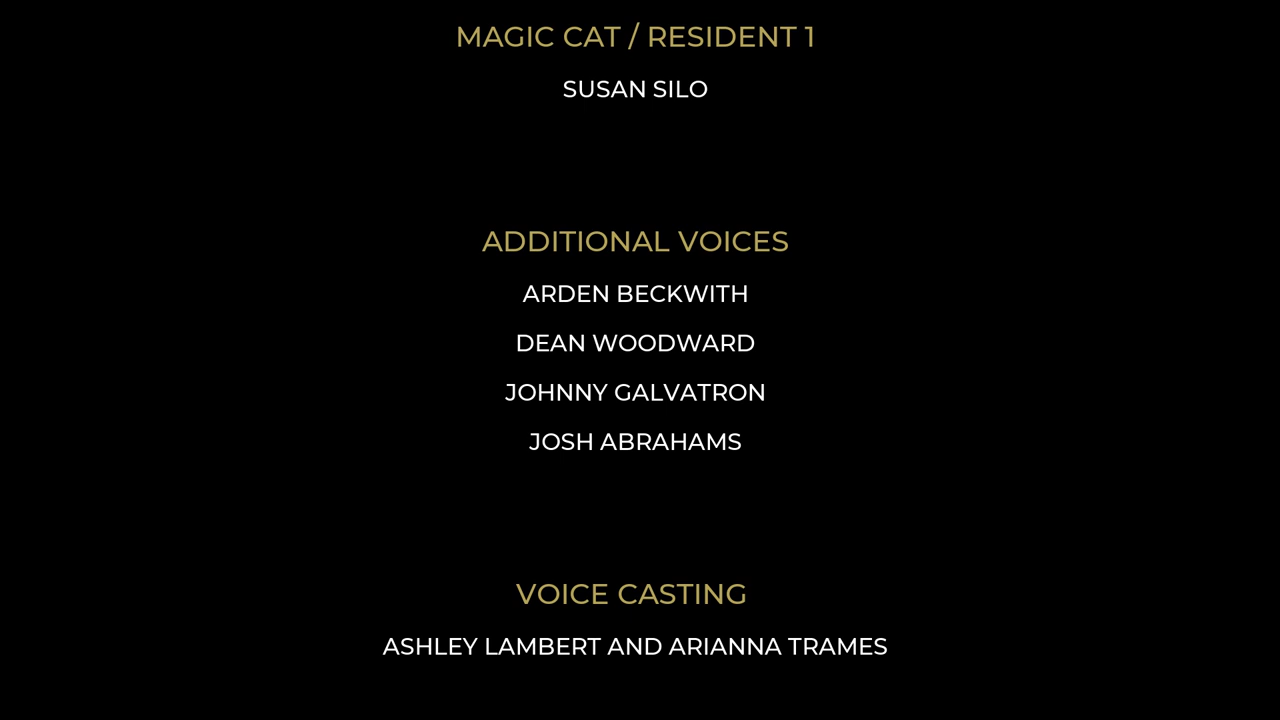 MAGIC CAT / RESIDENT 1
SUSAN SILO
ADDITIONAL VOICES
ARDEN BECKWITH
DEAN WOODWARD
JOHNNY GALVATRON
JOSH ABRAHAMS
VOICE CASTING
ASHLEY LAMBERT AND ARIANNA TRAMES